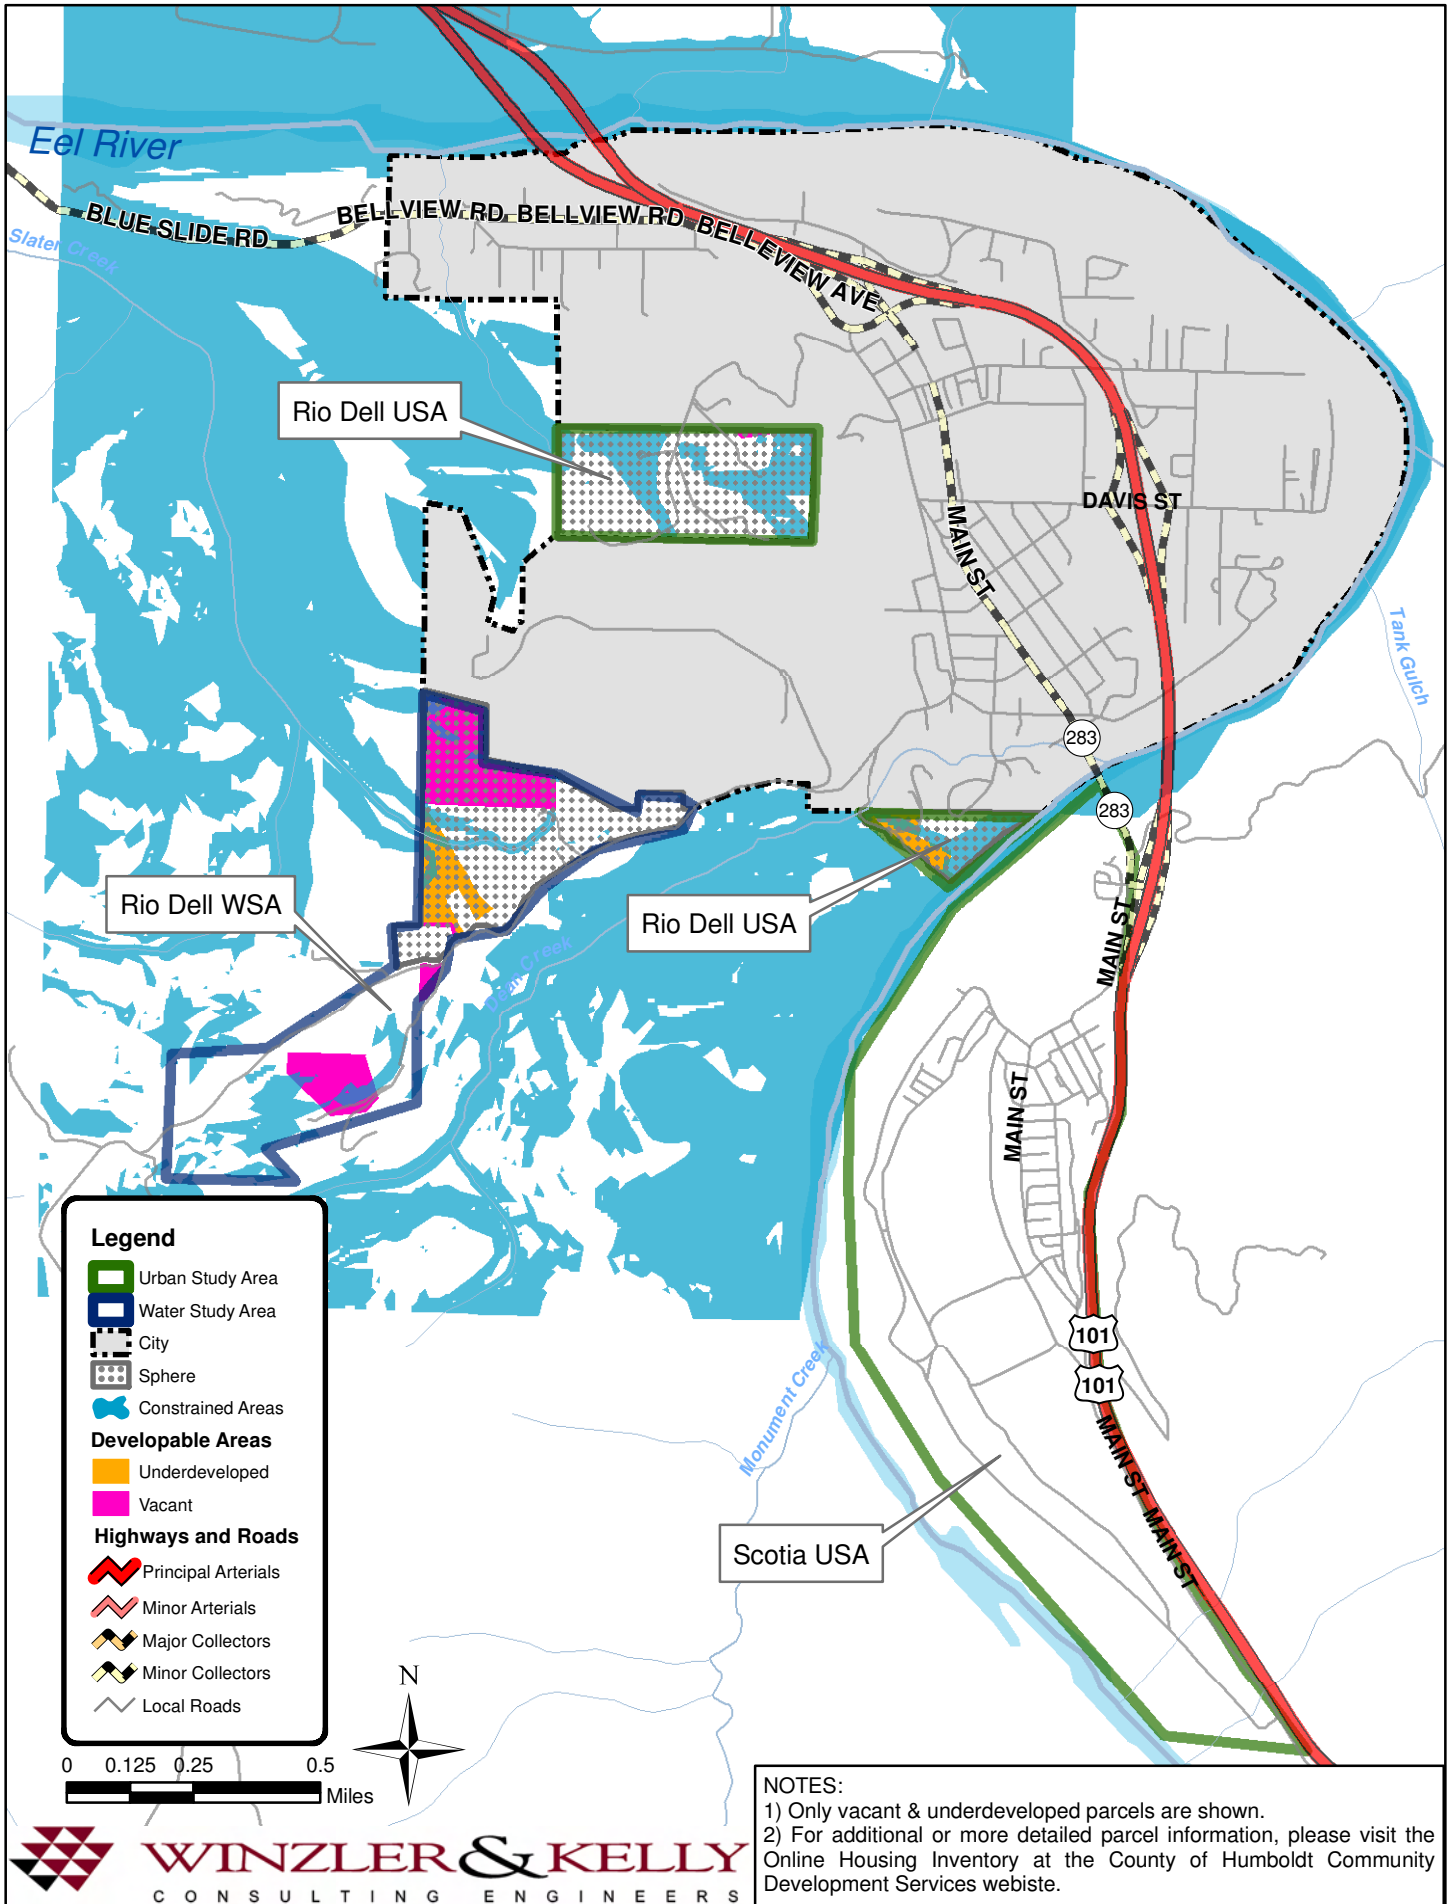 Eel River
BLUE SLIDE RD
BELLVIEW RD
BELLVIEW RD
BELLEVIEW AVE
Slater Creek
Rio Dell USA
DAVIS ST
MAIN ST
Tank Gulch
283
283
Rio Dell WSA
Rio Dell USA
Dean Creek
MAIN ST
MAIN ST
101
101
Monument Creek
MAIN ST
MAIN ST
Scotia USA
Legend
Urban Study Area
Water Study Area
City
Sphere
Constrained Areas
Developable Areas
Underdeveloped
Vacant
Highways and Roads
Principal Arterials
Minor Arterials
Major Collectors
Minor Collectors
Local Roads
N
0 0.125 0.25 0.5
Miles
NOTES:
1) Only vacant & underdeveloped parcels are shown.
2) For additional or more detailed parcel information, please visit the
Online Housing Inventory at the County of Humboldt Community
Development Services webiste.
WINZLER & KELLY
CONSULTING ENGINEERS